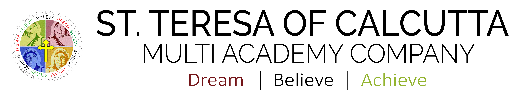 ST. TERESA OF CALCUTTA
MULTI ACADEMY COMPANY
Dream | Believe | Achieve